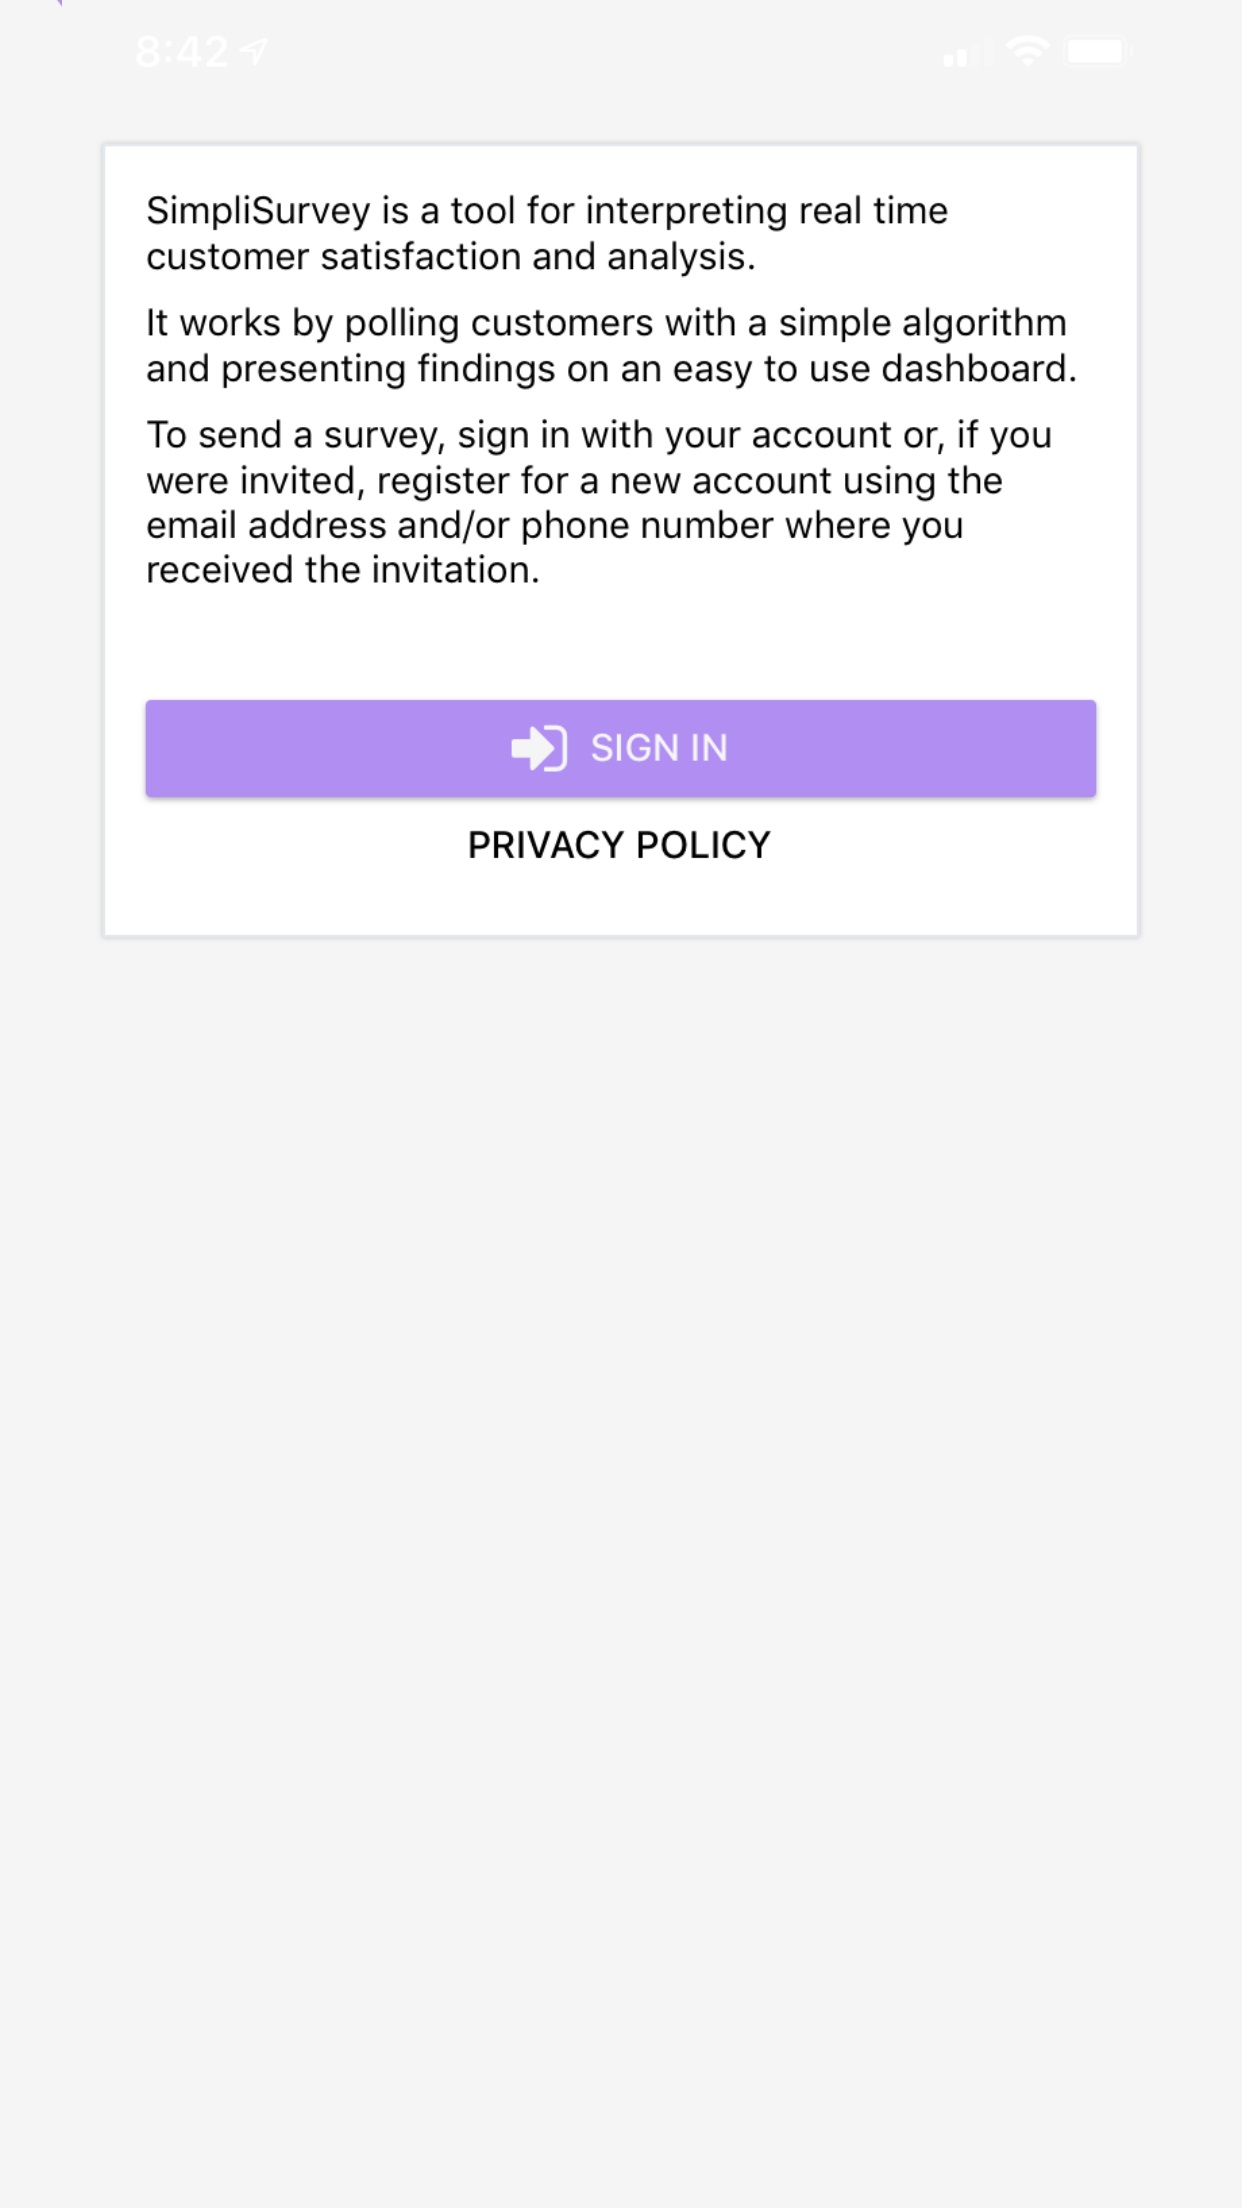 8:42
SimpliSurvey is a tool for interpreting real time
customer satisfaction and analysis.
It works by polling customers with a simple algorithm
and presenting findings on an easy to use dashboard.
To send a survey, sign in with your account or, if you
were invited, register for a new account using the
email address and/or phone number where you
received the invitation.
SIGN IN
PRIVACY POLICY